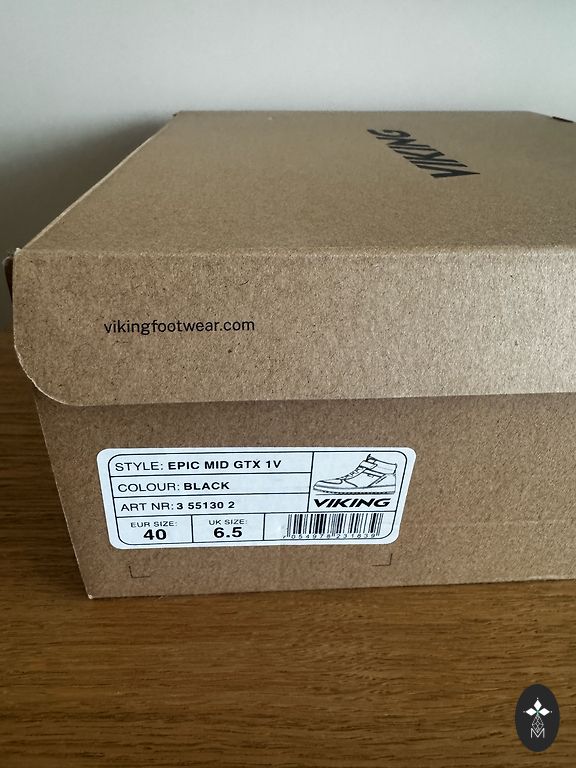 VIKING
vikingfootwear.com
STYLE: EPIC MID GTX 1V
COLOUR: BLACK
ART NR: 3 55130 2
VIKING
EUR SIZE:
40
UK SIZE:
6.5
7054978231639